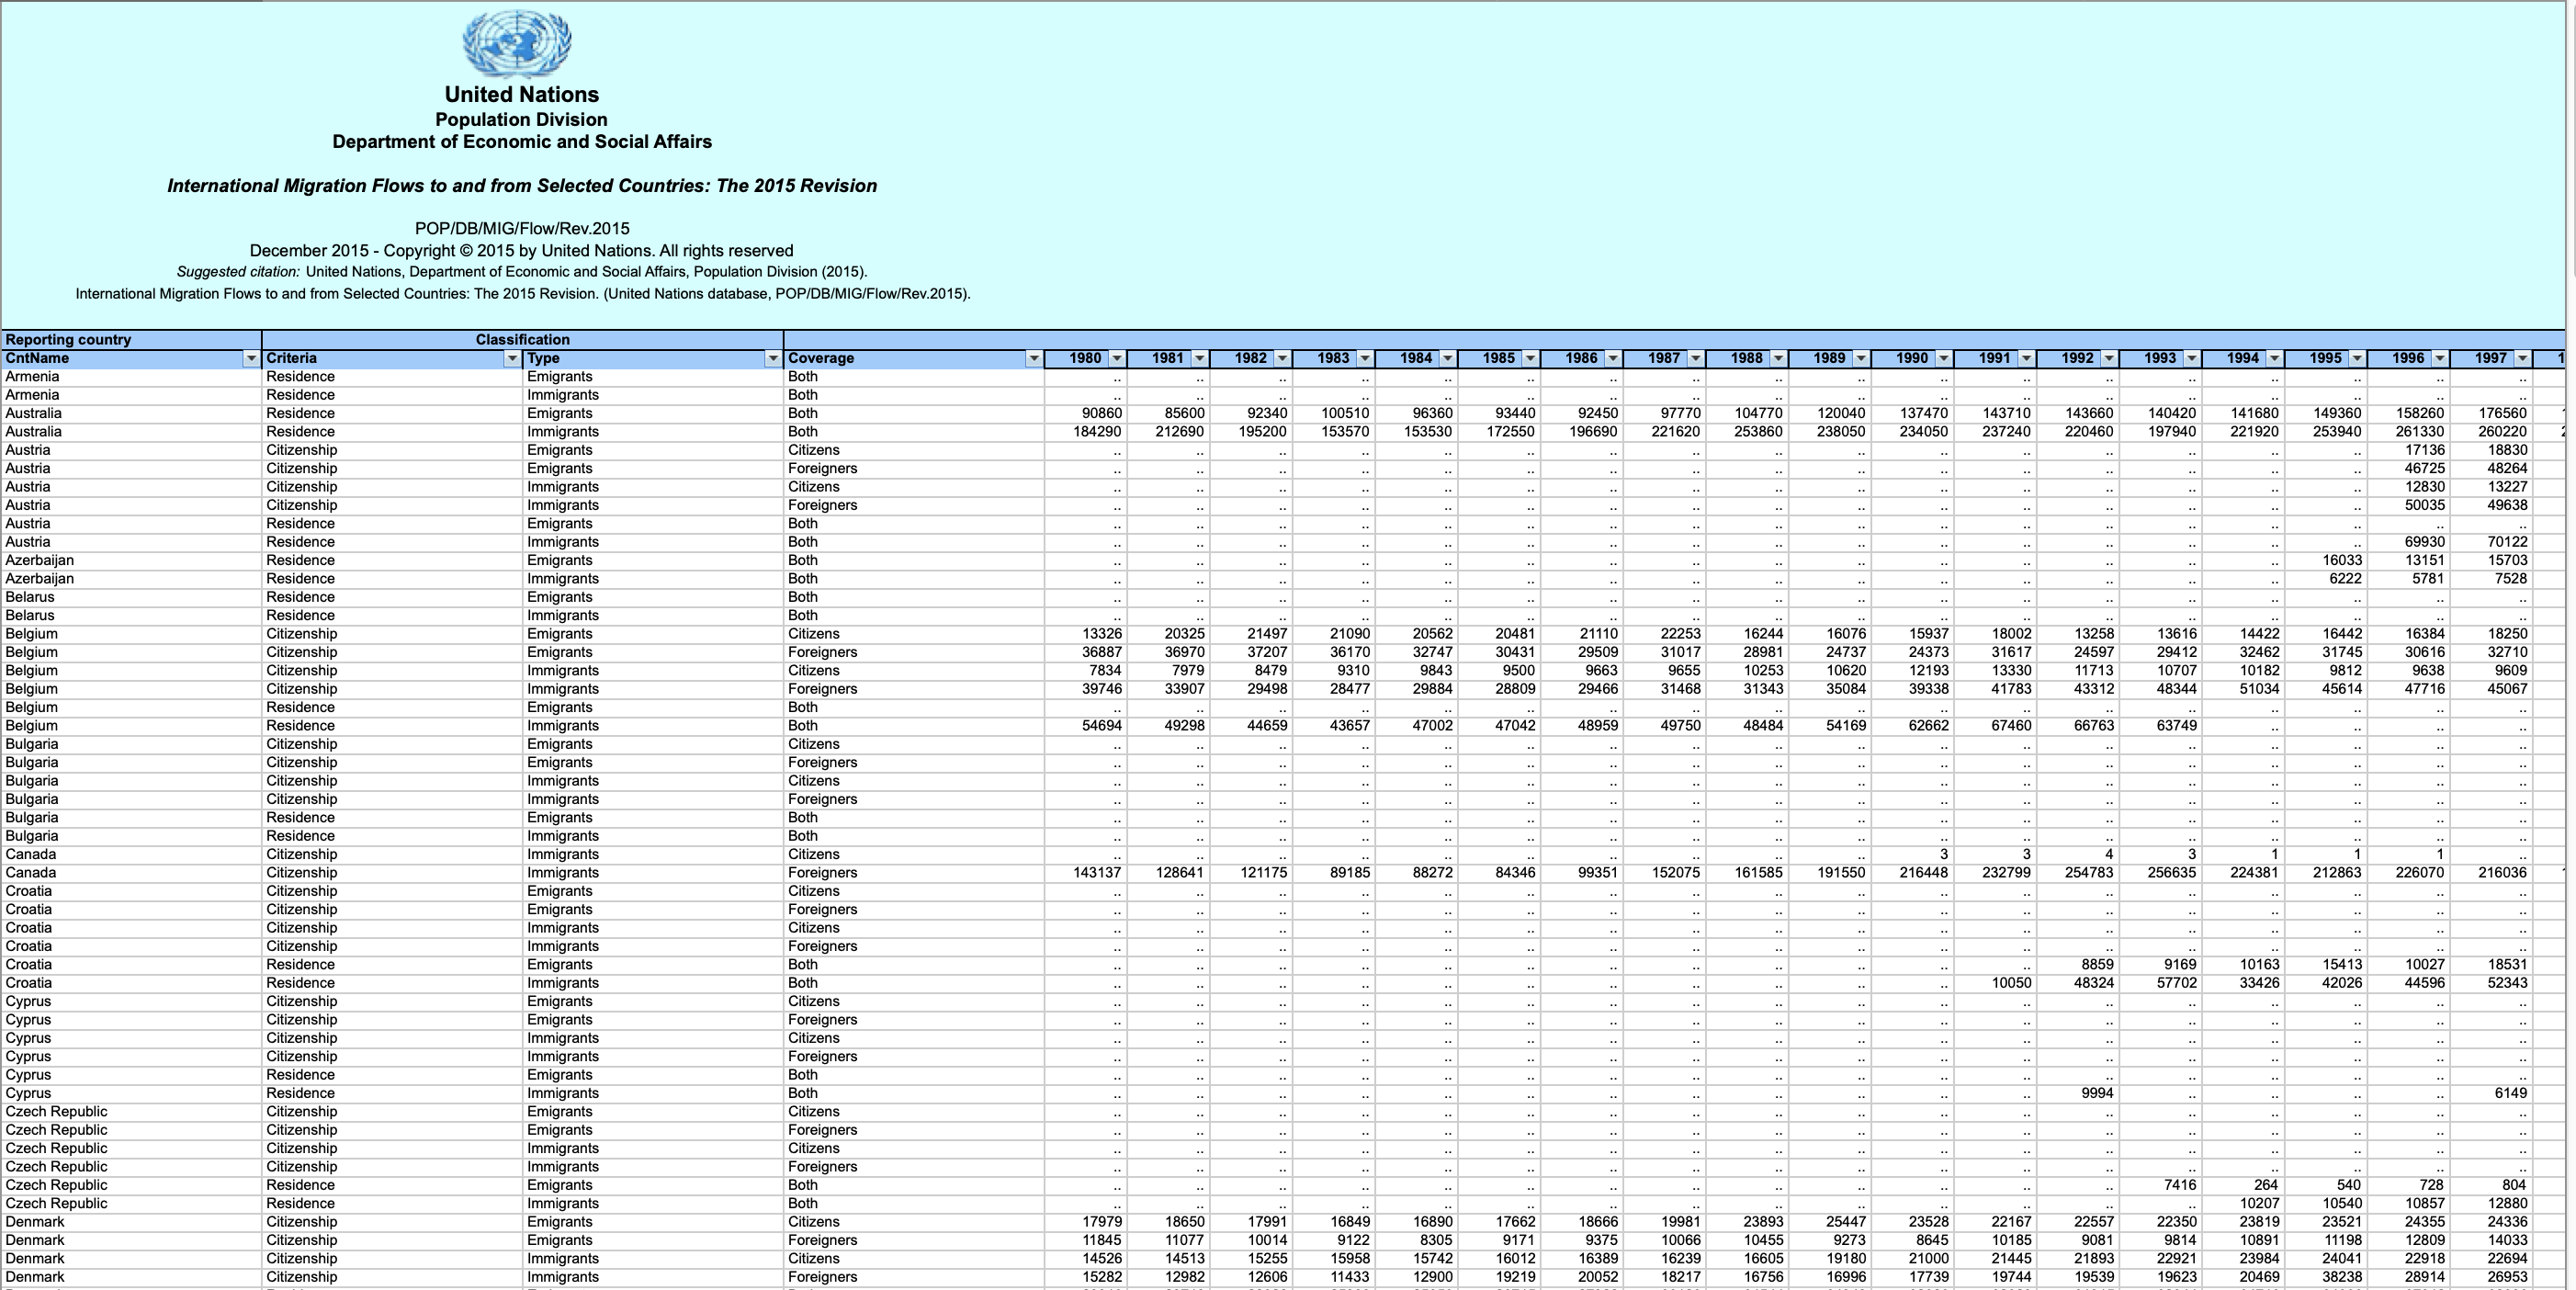 United Nations
Population Division
Department of Economic and Social Affairs
International Migration Flows to and from Selected Countries: The 2015 Revision
POP/DB/MIG/Flow/Rev.2015
December 2015 - Copyright © 2015 by United Nations. All rights reserved
Suggested citation: United Nations, Department of Economic and Social Affairs, Population Division (2015).
International Migration Flows to and from Selected Countries: The 2015 Revision. (United Nations database, POP/DB/MIG/Flow/Rev.2015).
Reporting country Classification
CntName Criteria Type Coverage 1980 1981 1982 1983 1984 1985 1986 1987 1988 1989 1990 1991 1992 1993 1994 1995 1996 1997
Armenia Residence Emigrants Both .. .. .. .. .. .. .. .. .. .. .. .. .. .. .. .. .. ..
Armenia Residence Immigrants Both .. .. .. .. .. .. .. .. .. .. .. .. .. .. .. .. .. ..
Australia Residence Emigrants Both 90860 85600 92340 100510 96360 93440 92450 97770 104770 120040 137470 143710 143660 140420 141680 149360 158260 176560
Australia Residence Immigrants Both 184290 212690 195200 153570 153530 172550 196690 221620 253860 238050 234050 237240 220460 197940 221920 253940 261330 260220
Austria Citizenship Emigrants Citizens .. .. .. .. .. .. .. .. .. .. .. .. .. .. .. .. 17136 18830
Austria Citizenship Emigrants Foreigners .. .. .. .. .. .. .. .. .. .. .. .. .. .. .. .. 46725 48264
Austria Citizenship Immigrants Citizens .. .. .. .. .. .. .. .. .. .. .. .. .. .. .. .. 12830 13227
Austria Citizenship Immigrants Foreigners .. .. .. .. .. .. .. .. .. .. .. .. .. .. .. .. 50035 49638
Austria Residence Emigrants Both .. .. .. .. .. .. .. .. .. .. .. .. .. .. .. .. .. ..
Austria Residence Immigrants Both .. .. .. .. .. .. .. .. .. .. .. .. .. .. .. .. 69930 70122
Azerbaijan Residence Emigrants Both .. .. .. .. .. .. .. .. .. .. .. .. .. .. .. 16033 13151 15703
Azerbaijan Residence Immigrants Both .. .. .. .. .. .. .. .. .. .. .. .. .. .. .. 6222 5781 7528
Belarus Residence Emigrants Both .. .. .. .. .. .. .. .. .. .. .. .. .. .. .. .. .. ..
Belarus Residence Immigrants Both .. .. .. .. .. .. .. .. .. .. .. .. .. .. .. .. .. ..
Belgium Citizenship Emigrants Citizens 13326 20325 21497 21090 20562 20481 21110 22253 16244 16076 15937 18002 13258 13616 14422 16442 16384 18250
Belgium Citizenship Emigrants Foreigners 36887 36970 37207 36170 32747 30431 29509 31017 28981 24737 24373 31617 24597 29412 32462 31745 30616 32710
Belgium Citizenship Immigrants Citizens 7834 7979 8479 9310 9843 9500 9663 9655 10253 10620 12193 13330 11713 10707 10182 9812 9638 9609
Belgium Citizenship Immigrants Foreigners 39746 33907 29498 28477 29884 28809 29466 31468 31343 35084 39338 41783 43312 48344 51034 45614 47716 45067
Belgium Residence Emigrants Both .. .. .. .. .. .. .. .. .. .. .. .. .. .. .. .. .. ..
Belgium Residence Immigrants Both 54694 49298 44659 43657 47002 47042 48959 49750 48484 54169 62662 67460 66763 63749 .. .. .. ..
Bulgaria Citizenship Emigrants Citizens .. .. .. .. .. .. .. .. .. .. .. .. .. .. .. .. .. ..
Bulgaria Citizenship Emigrants Foreigners .. .. .. .. .. .. .. .. .. .. .. .. .. .. .. .. .. ..
Bulgaria Citizenship Immigrants Citizens .. .. .. .. .. .. .. .. .. .. .. .. .. .. .. .. .. ..
Bulgaria Citizenship Immigrants Foreigners .. .. .. .. .. .. .. .. .. .. .. .. .. .. .. .. .. ..
Bulgaria Residence Emigrants Both .. .. .. .. .. .. .. .. .. .. .. .. .. .. .. .. .. ..
Bulgaria Residence Immigrants Both .. .. .. .. .. .. .. .. .. .. .. .. .. .. .. .. .. ..
Canada Citizenship Immigrants Citizens .. .. .. .. .. .. .. .. .. .. 3 3 4 3 1 1 1 ..
Canada Citizenship Immigrants Foreigners 143137 128641 121175 89185 88272 84346 99351 152075 161585 191550 216448 232799 254783 256635 224381 212863 226070 216036
Croatia Citizenship Emigrants Citizens .. .. .. .. .. .. .. .. .. .. .. .. .. .. .. .. .. ..
Croatia Citizenship Emigrants Foreigners .. .. .. .. .. .. .. .. .. .. .. .. .. .. .. .. .. ..
Croatia Citizenship Immigrants Citizens .. .. .. .. .. .. .. .. .. .. .. .. .. .. .. .. .. ..
Croatia Citizenship Immigrants Foreigners .. .. .. .. .. .. .. .. .. .. .. .. .. .. .. .. .. ..
Croatia Residence Emigrants Both .. .. .. .. .. .. .. .. .. .. .. .. 8859 9169 10163 15413 10027 18531
Croatia Residence Immigrants Both .. .. .. .. .. .. .. .. .. .. .. 10050 48324 57702 33426 42026 44596 52343
Cyprus Citizenship Emigrants Citizens .. .. .. .. .. .. .. .. .. .. .. .. .. .. .. .. .. ..
Cyprus Citizenship Emigrants Foreigners .. .. .. .. .. .. .. .. .. .. .. .. .. .. .. .. .. ..
Cyprus Citizenship Immigrants Citizens .. .. .. .. .. .. .. .. .. .. .. .. .. .. .. .. .. ..
Cyprus Citizenship Immigrants Foreigners .. .. .. .. .. .. .. .. .. .. .. .. .. .. .. .. .. ..
Cyprus Residence Emigrants Both .. .. .. .. .. .. .. .. .. .. .. .. .. .. .. .. .. ..
Cyprus Residence Immigrants Both .. .. .. .. .. .. .. .. .. .. .. .. 9994 .. .. .. .. 6149
Czech Republic Citizenship Emigrants Citizens .. .. .. .. .. .. .. .. .. .. .. .. .. .. .. .. .. ..
Czech Republic Citizenship Emigrants Foreigners .. .. .. .. .. .. .. .. .. .. .. .. .. .. .. .. .. ..
Czech Republic Citizenship Immigrants Citizens .. .. .. .. .. .. .. .. .. .. .. .. .. .. .. .. .. ..
Czech Republic Citizenship Immigrants Foreigners .. .. .. .. .. .. .. .. .. .. .. .. .. .. .. .. .. ..
Czech Republic Residence Emigrants Both .. .. .. .. .. .. .. .. .. .. .. .. .. 7416 264 540 728 804
Czech Republic Residence Immigrants Both .. .. .. .. .. .. .. .. .. .. .. .. .. .. 10207 10540 10857 12880
Denmark Citizenship Emigrants Citizens 17979 18650 17991 16849 16890 17662 18666 19981 23893 25447 23528 22167 22557 22350 23819 23521 24355 24336
Denmark Citizenship Emigrants Foreigners 11845 11077 10014 9122 8305 9171 9375 10066 10455 9273 8645 10185 9081 9814 10891 11198 12809 14033
Denmark Citizenship Immigrants Citizens 14526 14513 15255 15958 15742 16012 16389 16239 16605 19180 21000 21445 21893 22921 23984 24041 22918 22694
Denmark Citizenship Immigrants Foreigners 15282 12982 12606 11433 12900 19219 20052 18217 16756 16996 17739 19744 19539 19623 20469 38238 28914 26953